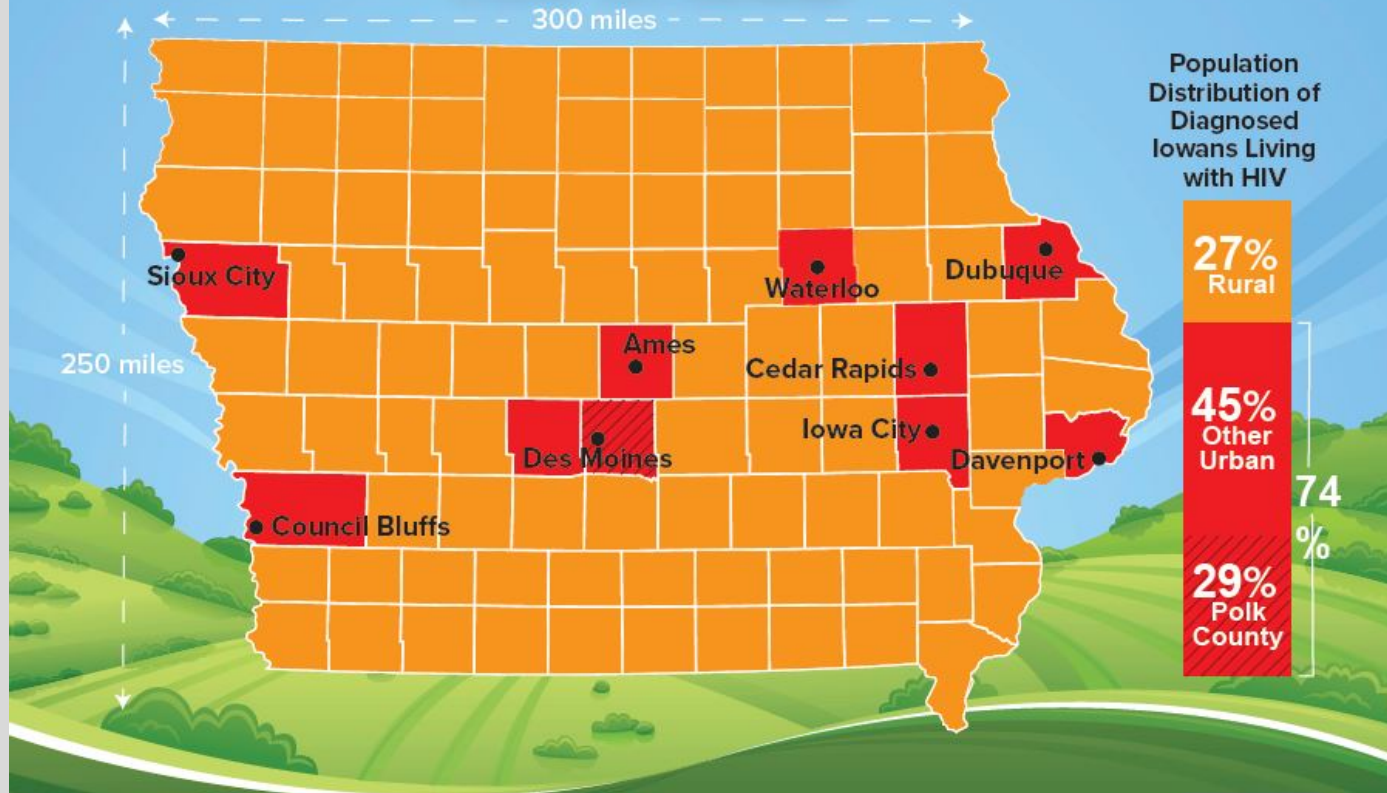 300 miles
250 miles
Sioux City
Waterloo
Dubuque
Ames
Cedar Rapids
Iowa City
Des Moines
Davenport
Council Bluffs
Population
Distribution of
Diagnosed
Iowans Living
with HIV
27%
Rural
45%
Other
Urban
29%
Polk
County
74
%